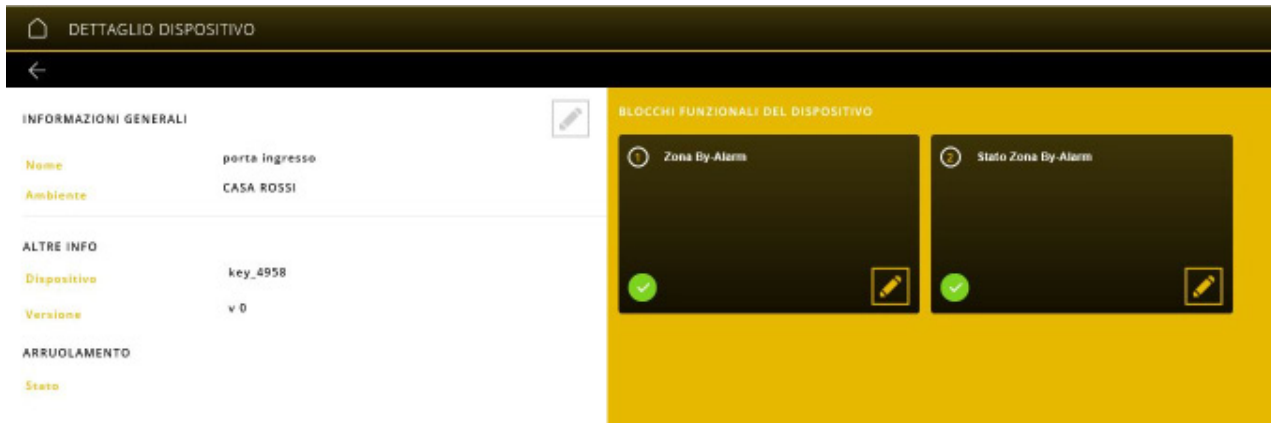 DETTAGLIO DISPOSITIVO
INFORMAZIONI GENERALI
Nome porta ingresso
Ambiente CASA ROSSI
ALTRE INFO
Dispositivo key_4958
Versione v 0
ARRUOLAMENTO
Stato
BLOCCHI FUNZIONALI DEL DISPOSITIVO
1 Zona By-Alarm
2 Stato Zona By-Alarm